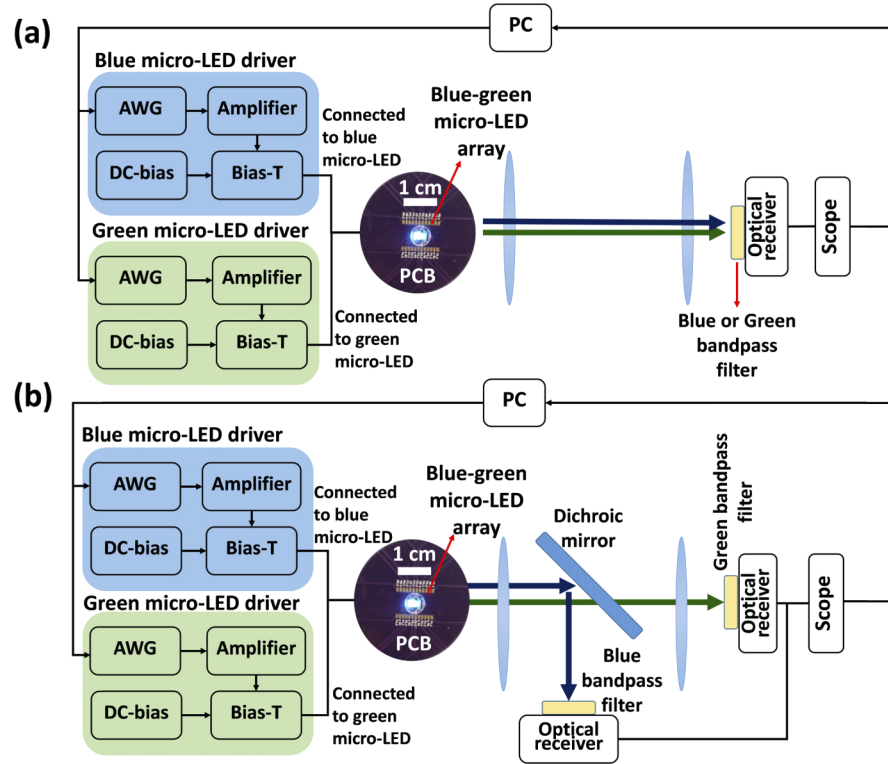 (a)
PC
Blue micro-LED driver
AWG
Amplifier
DC-bias
Bias-T
Connected
to blue
micro-LED
Green micro-LED driver
AWG
Amplifier
DC-bias
Bias-T
Connected
to green
micro-LED
Blue-green
micro-LED
array
1 cm
PCB
Optical
receiver
Scope
Blue or Green
bandpass
filter
(b)
PC
Blue micro-LED driver
AWG
Amplifier
DC-bias
Bias-T
Connected
to blue
micro-LED
Green micro-LED driver
AWG
Amplifier
DC-bias
Bias-T
Connected
to green
micro-LED
Blue-green
micro-LED
array
1 cm
PCB
Dichroic
mirror
Green bandpass
filter
Optical
receiver
Scope
Blue
bandpass
filter
Optical
receiver